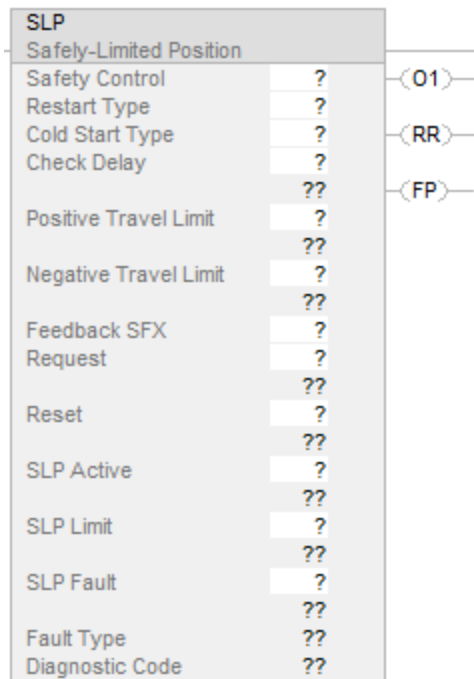 SLP
Safely-Limited Position
Safety Control ? (O1)
Restart Type ?
Cold Start Type ? (RR)
Check Delay ?
?? (FP)
Positive Travel Limit ?
??
Negative Travel Limit ?
??
Feedback SFX ?
Request ?
??
Reset ?
??
SLP Active ?
??
SLP Limit ?
??
SLP Fault ?
??
Fault Type ??
Diagnostic Code ??